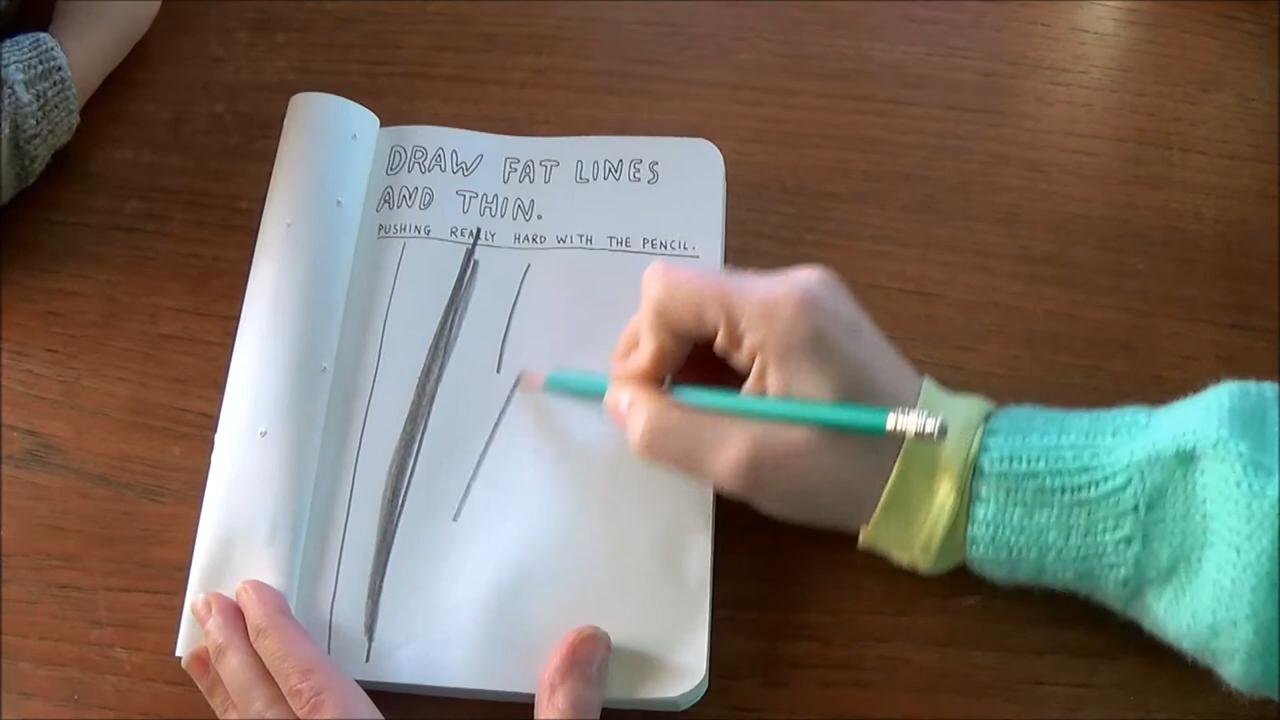 DRAW FAT LINES
AND THIN.
PUSHING REALLY HARD WITH THE PENCIL.